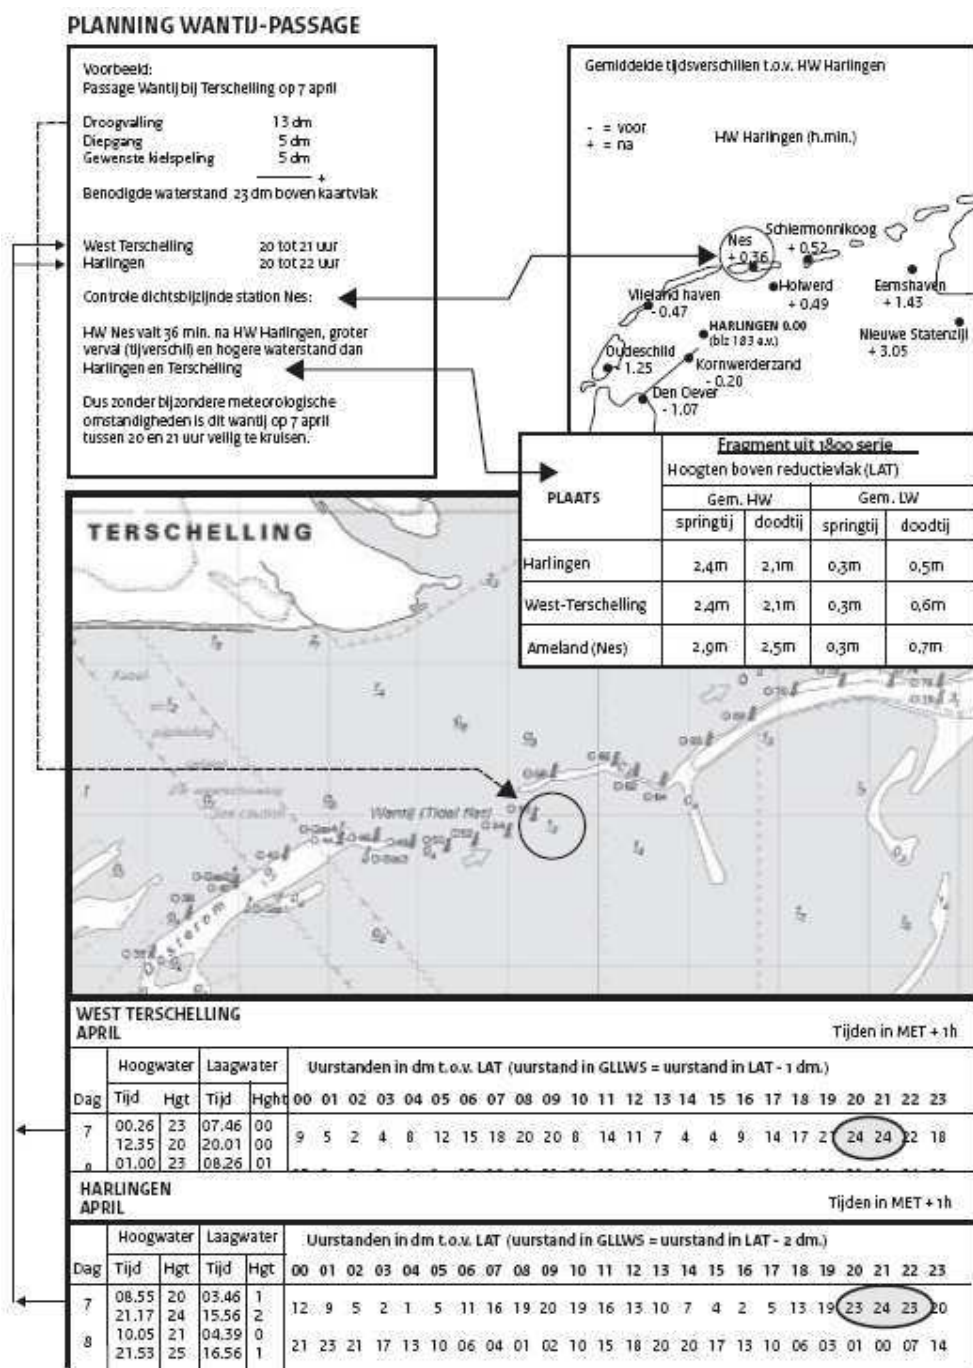 PLANNING WANTIJ-PASSAGE
Voorbeeld:
Passage Wantij bij Terschelling op 7 april
Droogvalling 13 dm
Diepgang 5 dm
Gewenste kielspeling 5 dm
+
Benodigde waterstand 23 dm boven kaartvlak
West Terschelling 20 tot 21 uur
Harlingen 20 tot 22 uur
Controle dichtsbijzijnde station Nes:
HW Nes valt 36 min. na HW Harlingen, groter
verval (tijverschil) en hogere waterstand dan
Harlingen en Terschelling
Dus zonder bijzondere meteorologische
omstandigheden is dit wantij op 7 april
tussen 20 en 21 uur veilig te kruisen.
Gemiddelde tijdsverschillen t.o.v. HW Harlingen
- = voor
+ = na
HW Harlingen (h.min.)
Schiermonnikoog
+ 0.52
Nes
+ 0.36
Holwerd
+ 0.49
Eemshaven
+ 1.43
Vlieland haven
- 0.47
HARLINGEN 0.00
(blz 183 e.v.)
Nieuwe Statenzijl
+ 3.05
Oudeschild
- 1.25
Kornwerderzand
- 0.20
Den Oever
- 1.07
Fragment uit 1800 serie
Hoogten boven reductievlak (LAT)
PLAATS
Gem. HW Gem. LW
springtij doodtij springtij doodtij
Harlingen 2,4m 2,1m 0,3m 0,5m
West-Terschelling 2,4m 2,1m 0,3m 0,6m
Ameland (Nes) 2,9m 2,5m 0,3m 0,7m
TERSCHELLING
Wantij (Tidal flat)
Oosterom
WEST TERSCHELLING
APRIL
Tijden in MET + 1h
Hoogwater Laagwater Uurstanden in dm t.o.v. LAT (uurstand in GLLWS = uurstand in LAT - 1 dm.)
Dag Tijd Hgt Tijd Hght 00 01 02 03 04 05 06 07 08 09 10 11 12 13 14 15 16 17 18 19 20 21 22 23
7 00.26 23 07.46 00
12.35 20 20.01 00
9 5 2 4 8 12 15 18 20 20 8 14 11 7 4 4 9 14 17 21 24 24 22 18
01.00 23 08.26 01
HARLINGEN
APRIL
Tijden in MET + 1h
Hoogwater Laagwater Uurstanden in dm t.o.v. LAT (uurstand in GLLWS = uurstand in LAT - 2 dm.)
Dag Tijd Hgt Tijd Hgt 00 01 02 03 04 05 06 07 08 09 10 11 12 13 14 15 16 17 18 19 20 21 22 23
7 08.55 20 03.46 1
21.17 24 15.56 2
12 9 5 2 1 5 11 16 19 20 19 16 13 10 7 4 2 5 13 19 23 24 23 20
8 10.05 21 04.39 0
21.53 25 16.56 1
21 23 21 17 13 10 06 04 01 02 10 15 18 20 20 17 13 10 06 03 01 00 07 14